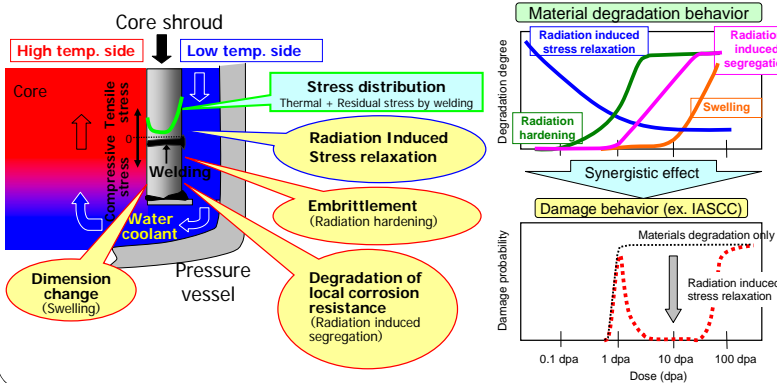 Core shroud
High temp. side
Low temp. side
Core
Tensile
stress
0
Compressive
stress
Welding
Water
coolant
Pressure
vessel
Stress distribution
Thermal + Residual stress by welding
Radiation Induced
Stress relaxation
Embrittlement
(Radiation hardening)
Degradation of
local corrosion
resistance
(Radiation induced
segregation)
Dimension
change
(Swelling)
Material degradation behavior
Degradation degree
Radiation induced
stress relaxation
Radiation
induced
segregation
Swelling
Radiation
hardening
Synergistic effect
Damage behavior (ex. IASCC)
Damage probability
Materials degradation only
Radiation induced
stress relaxation
0.1 dpa
1 dpa
10 dpa
100 dpa
Dose (dpa)